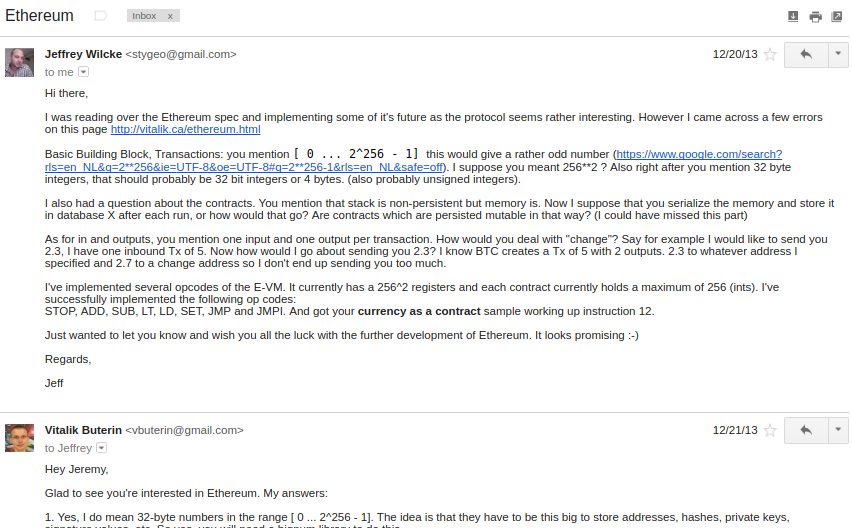 Ethereum
Inbox x
Jeffrey Wilcke <stygeo@gmail.com>
12/20/13
to me
Hi there,
I was reading over the Ethereum spec and implementing some of it's future as the protocol seems rather interesting. However I came across a few errors
on this page http://vitalik.ca/ethereum.html
Basic Building Block, Transactions: you mention [ 0 ... 2^256 - 1] this would give a rather odd number (https://www.google.com/search?
rls=en_NL&q=2**256&ie=UTF-8&oe=UTF-8#q=2**256-1&rls=en_NL&safe=off). I suppose you meant 256**2 ? Also right after you mention 32 byte
integers, that should probably be 32 bit integers or 4 bytes. (also probably unsigned integers).
I also had a question about the contracts. You mention that stack is non-persistent but memory is. Now I suppose that you serialize the memory and store it
in database X after each run, or how would that go? Are contracts which are persisted mutable in that way? (I could have missed this part)
As for in and outputs, you mention one input and one output per transaction. How would you deal with "change"? Say for example I would like to send you
2.3, I have one inbound Tx of 5. Now how would I go about sending you 2.3? I know BTC creates a Tx of 5 with 2 outputs. 2.3 to whatever address I
specified and 2.7 to a change address so I don't end up sending you too much.
I've implemented several opcodes of the E-VM. It currently has a 256^2 registers and each contract currently holds a maximum of 256 (ints). I've
successfully implemented the following op codes:
STOP, ADD, SUB, LT, LD, SET, JMP and JMPI. And got your currency as a contract sample working up instruction 12.
Just wanted to let you know and wish you all the luck with the further development of Ethereum. It looks promising :-)
Regards,
Jeff
Vitalik Buterin <vbuterin@gmail.com>
12/21/13
to Jeffrey
Hey Jeremy,
Glad to see you're interested in Ethereum. My answers:
1. Yes, I do mean 32-byte numbers in the range [ 0 ... 2^256 - 1]. The idea is that they have to be this big to store addresses, hashes, private keys,